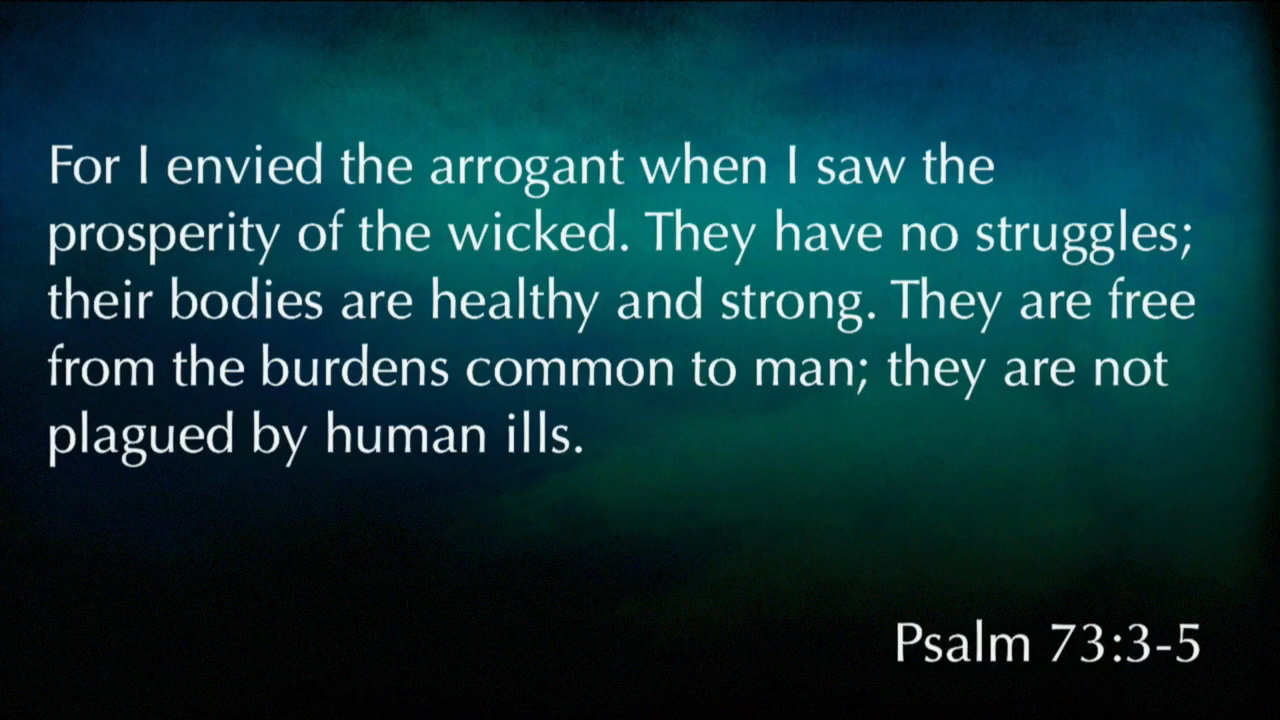 For I envied the arrogant when I saw the
prosperity of the wicked. They have no struggles;
their bodies are healthy and strong. They are free
from the burdens common to man; they are not
plagued by human ills.
Psalm 73:3-5